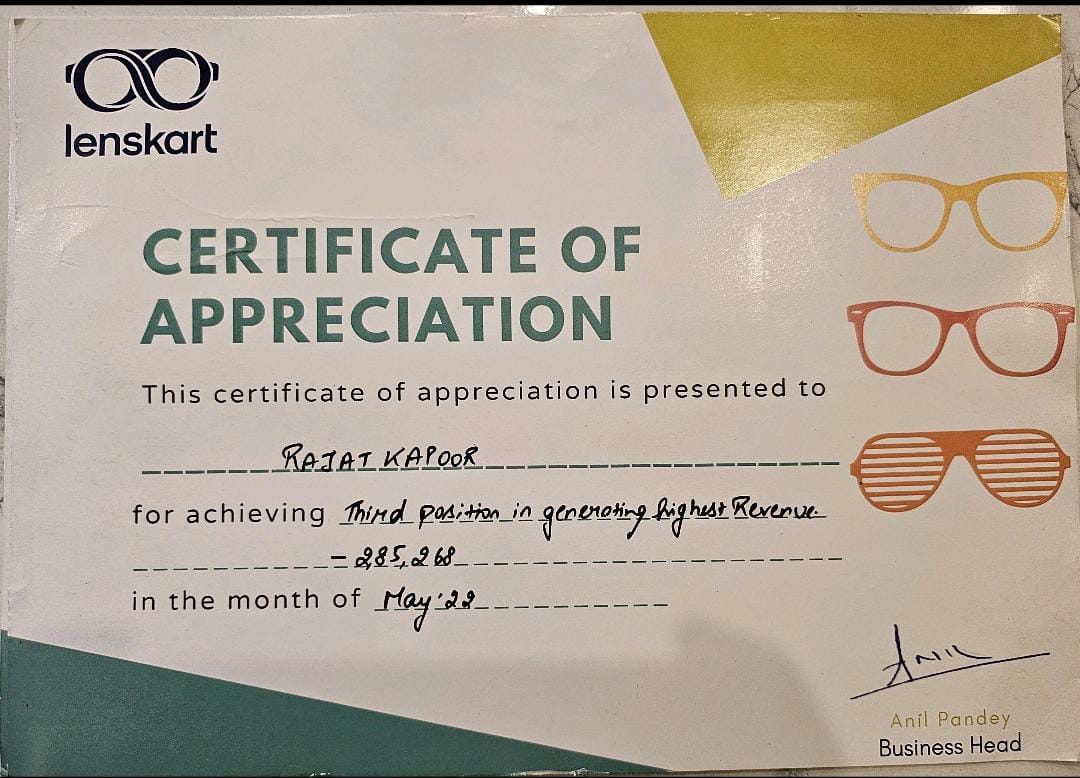 lenskart
CERTIFICATE OF
APPRECIATION
This certificate of appreciation is presented to
RAJAT KAPOOR
for achieving Third position in generating highest Revenue.
- 285,268
in the month of May'22
Anil
Anil Pandey
Business Head